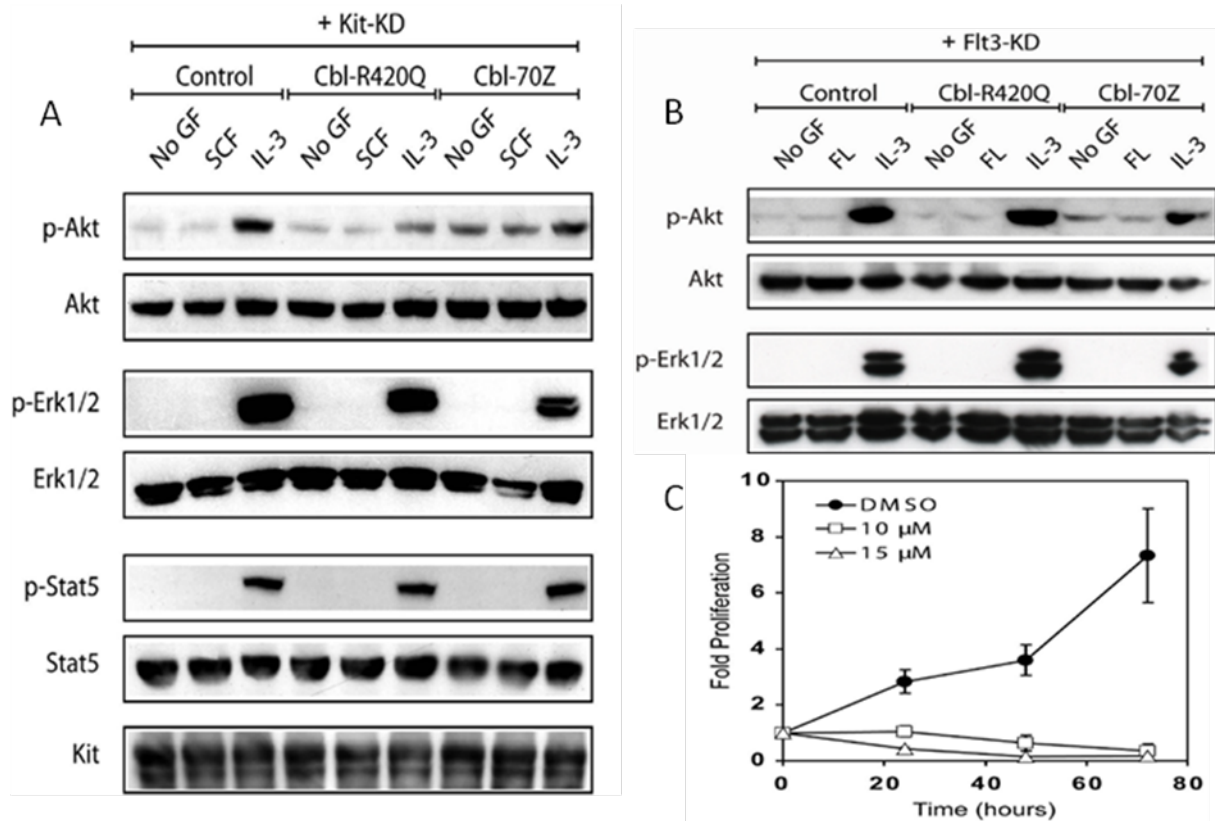 A
+ Kit-KD
Control Cbl-R420Q Cbl-70Z
No GF SCF IL-3 No GF SCF IL-3 No GF SCF IL-3
p-Akt
Akt
p-Erk1/2
Erk1/2
p-Stat5
Stat5
Kit
B
+ Flt3-KD
Control Cbl-R420Q Cbl-70Z
No GF FL IL-3 No GF FL IL-3 No GF FL IL-3
p-Akt
Akt
p-Erk1/2
Erk1/2
C
DMSO
10 µM
15 µM
Fold Proliferation
10
8
6
4
2
0
0 20 40 60 80
Time (hours)